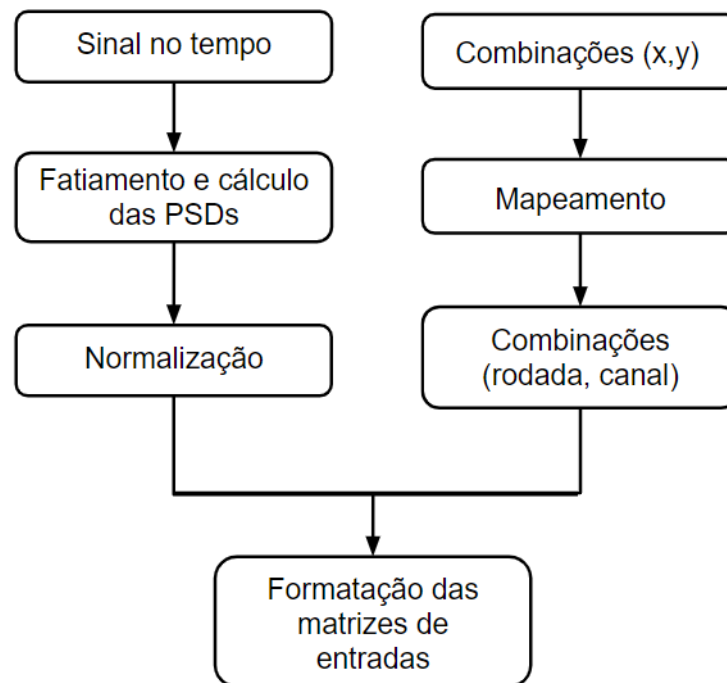 Sinal no tempo
Fatiamento e cálculo
das PSDs
Normalização
Combinações (x,y)
Mapeamento
Combinações
(rodada, canal)
Formatação das
matrizes de
entradas